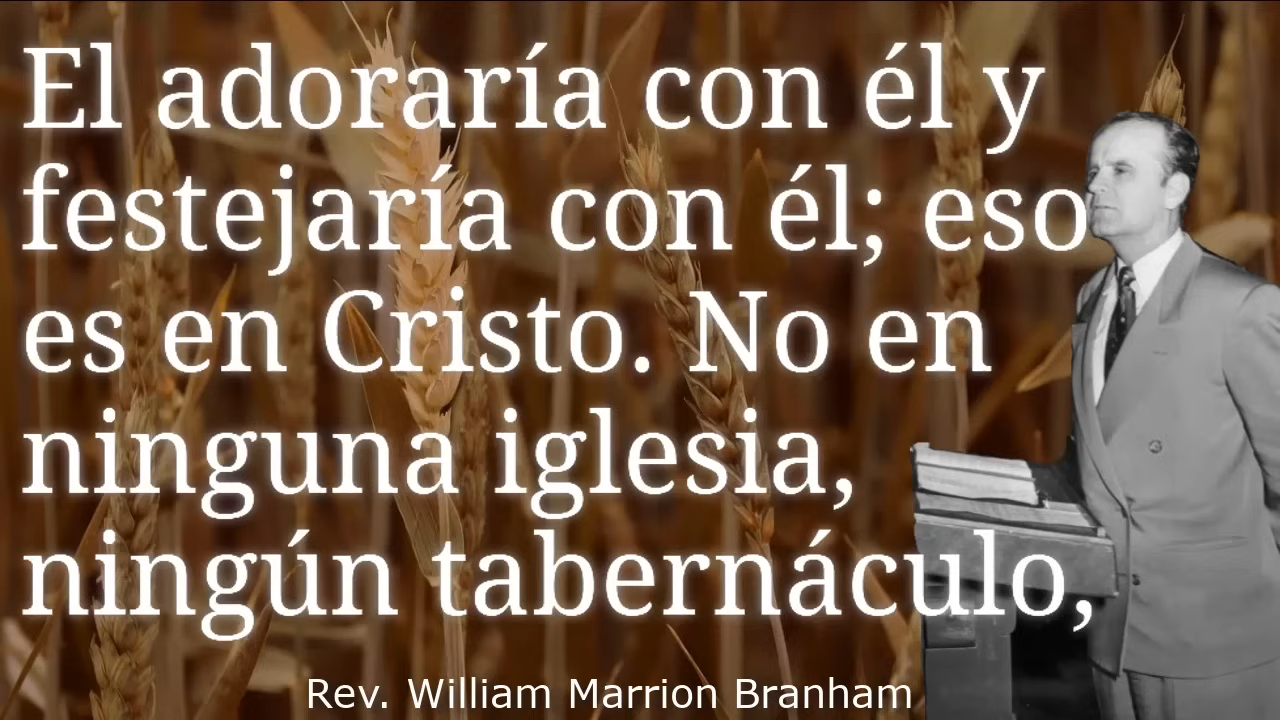 El adoraría con él y
festejaría con él; eso
es en Cristo. No en
ninguna iglesia,
ningún tabernáculo,
Rev. William Marrion Branham